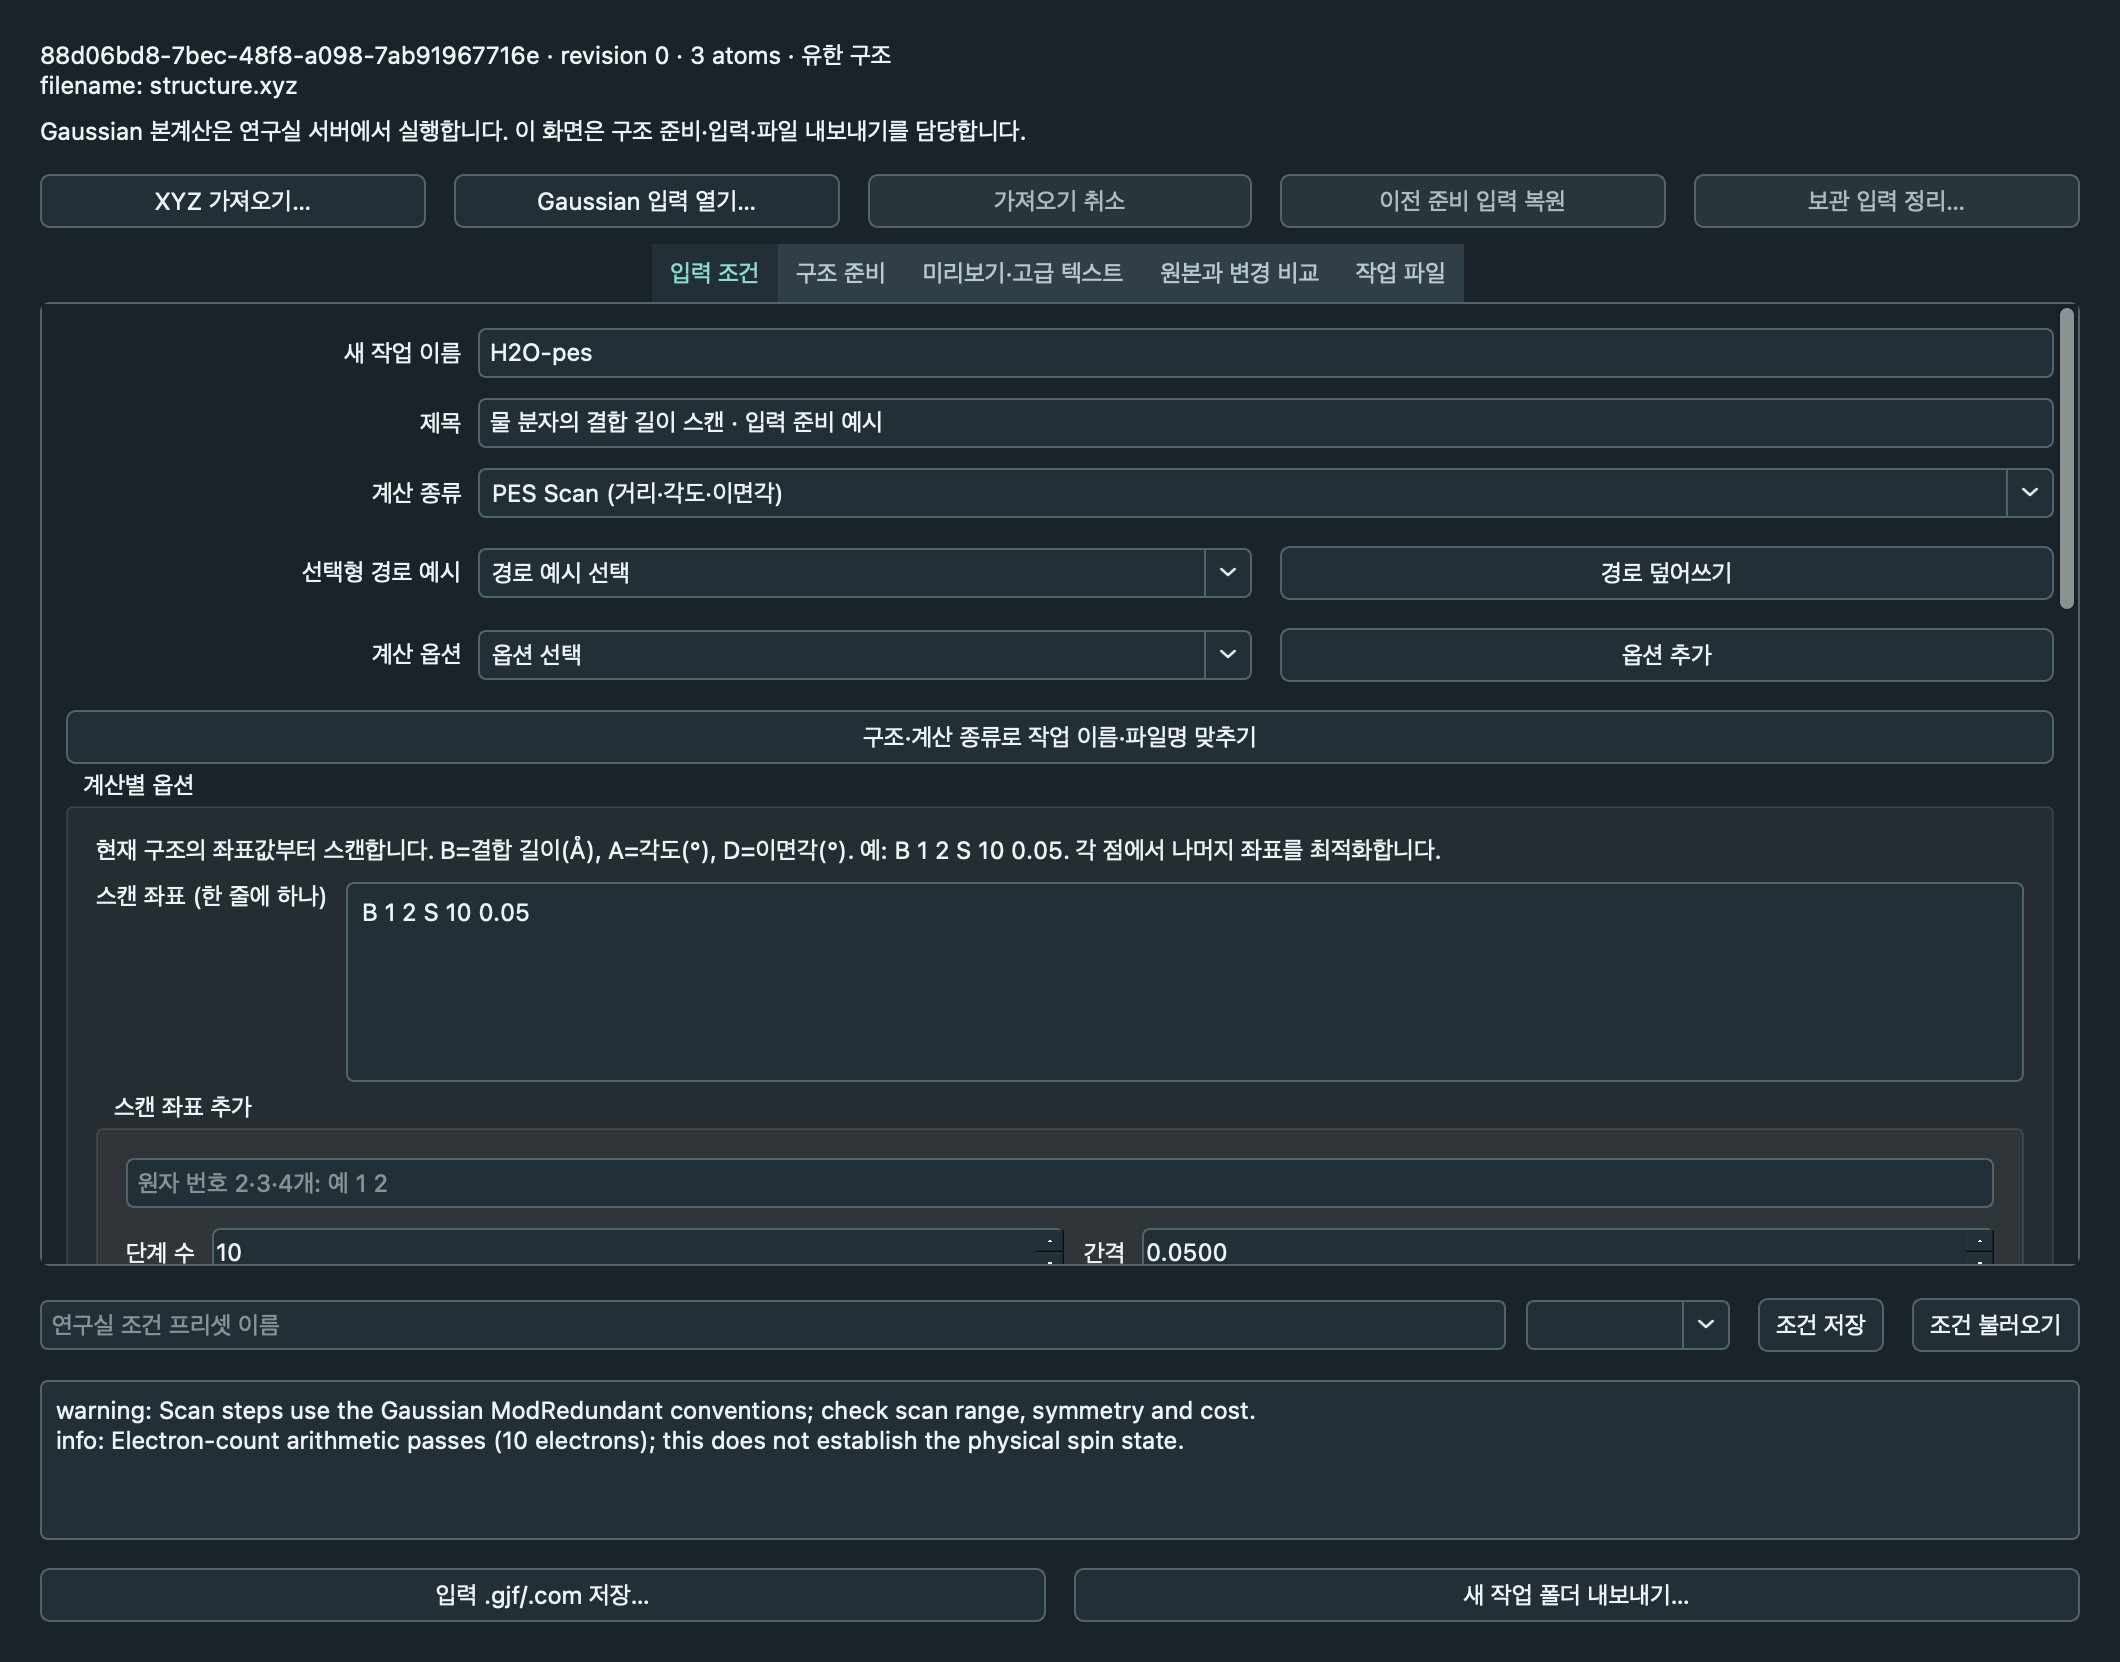 88d06bd8-7bec-48f8-a098-7ab91967716e · revision 0 · 3 atoms · 유한 구조
filename: structure.xyz
Gaussian 본계산은 연구실 서버에서 실행합니다. 이 화면은 구조 준비·입력·파일 내보내기를 담당합니다.
XYZ 가져오기... Gaussian 입력 열기... 가져오기 취소 이전 준비 입력 복원 보관 입력 정리...
입력 조건 구조 준비 미리보기·고급 텍스트 원본과 변경 비교 작업 파일
새 작업 이름 H2O-pes
제목 물 분자의 결합 길이 스캔 · 입력 준비 예시
계산 종류 PES Scan (거리·각도·이면각)
선택형 경로 예시 경로 예시 선택 경로 덮어쓰기
계산 옵션 옵션 선택 옵션 추가
구조·계산 종류로 작업 이름·파일명 맞추기
계산별 옵션
현재 구조의 좌표값부터 스캔합니다. B=결합 길이(Å), A=각도(°), D=이면각(°). 예: B 1 2 S 10 0.05. 각 점에서 나머지 좌표를 최적화합니다.
스캔 좌표 (한 줄에 하나) B 1 2 S 10 0.05
스캔 좌표 추가
원자 번호 2·3·4개: 예 1 2
단계 수 10 간격 0.0500
연구실 조건 프리셋 이름 조건 저장 조건 불러오기
warning: Scan steps use the Gaussian ModRedundant conventions; check scan range, symmetry and cost.
info: Electron-count arithmetic passes (10 electrons); this does not establish the physical spin state.
입력 .gjf/.com 저장... 새 작업 폴더 내보내기...